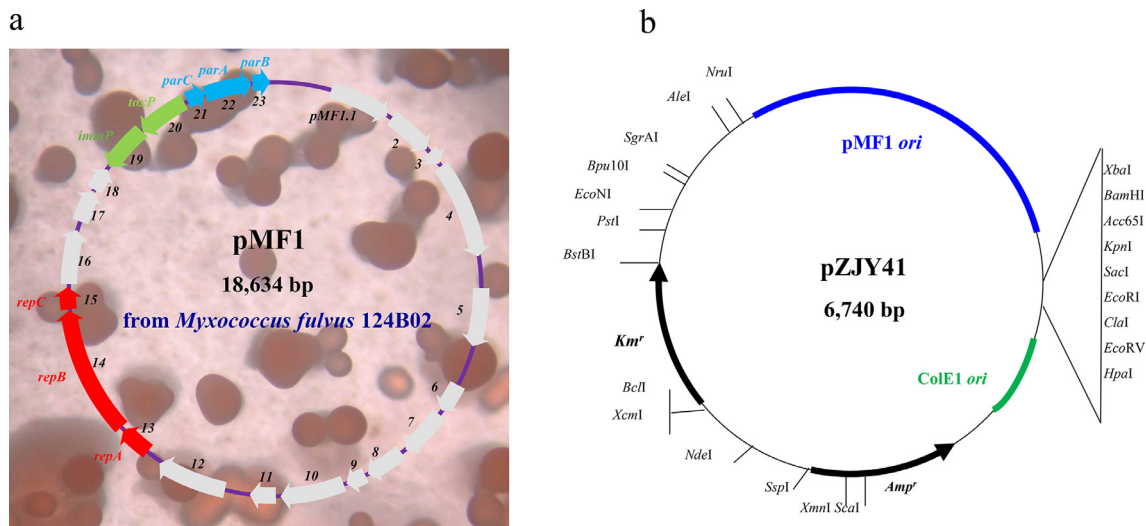 a
parC
parA
parB
21
22
23
toxP
20
immP
19
18
17
16
repC
15
14
repB
13
repA
12
11
10
9
8
7
6
5
4
3
2
pMF1.1
pMF1
18,634 bp
from Myxococcus fulvus 124B02
b
NruI
AleI
SgrAI
Bpu10I
EcoNI
PstI
BstBI
pMF1 ori
pZJY41
6,740 bp
Kmʳ
BclI
XcmI
NdeI
SspI
XmnI ScaI
Ampʳ
ColE1 ori
XbaI
BamHI
Acc65I
KpnI
SacI
EcoRI
ClaI
EcoRV
HpaI